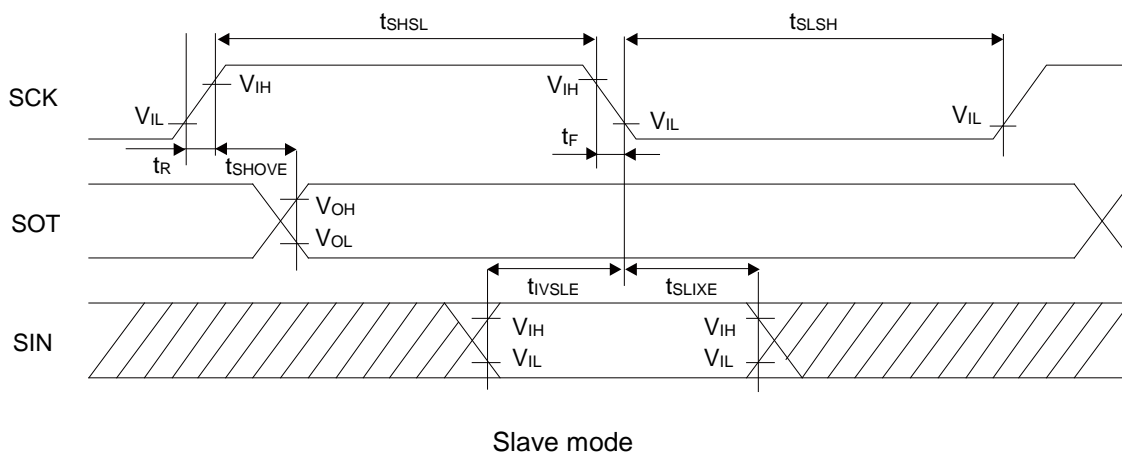 tSHSL tSLSH
SCK VIH VIH
VIL VIL VIL
tR tSHOVE tF
SOT VOH
VOL
tIVSLE tSLIXE
SIN VIH VIH
VIL VIL
Slave mode